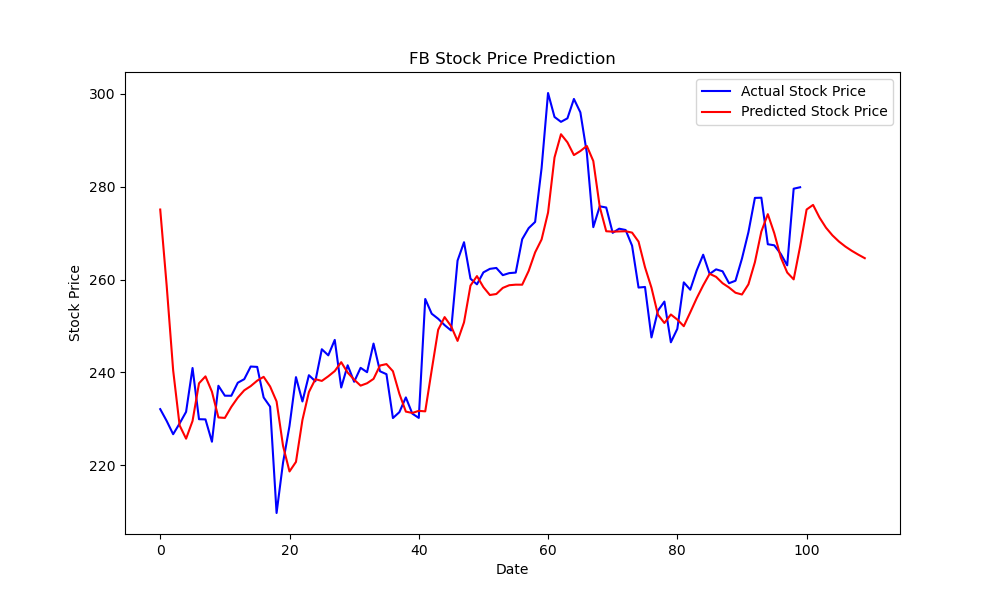 FB Stock Price Prediction
Actual Stock Price
Predicted Stock Price
300
280
260
240
220
Stock Price
0 20 40 60 80 100
Date